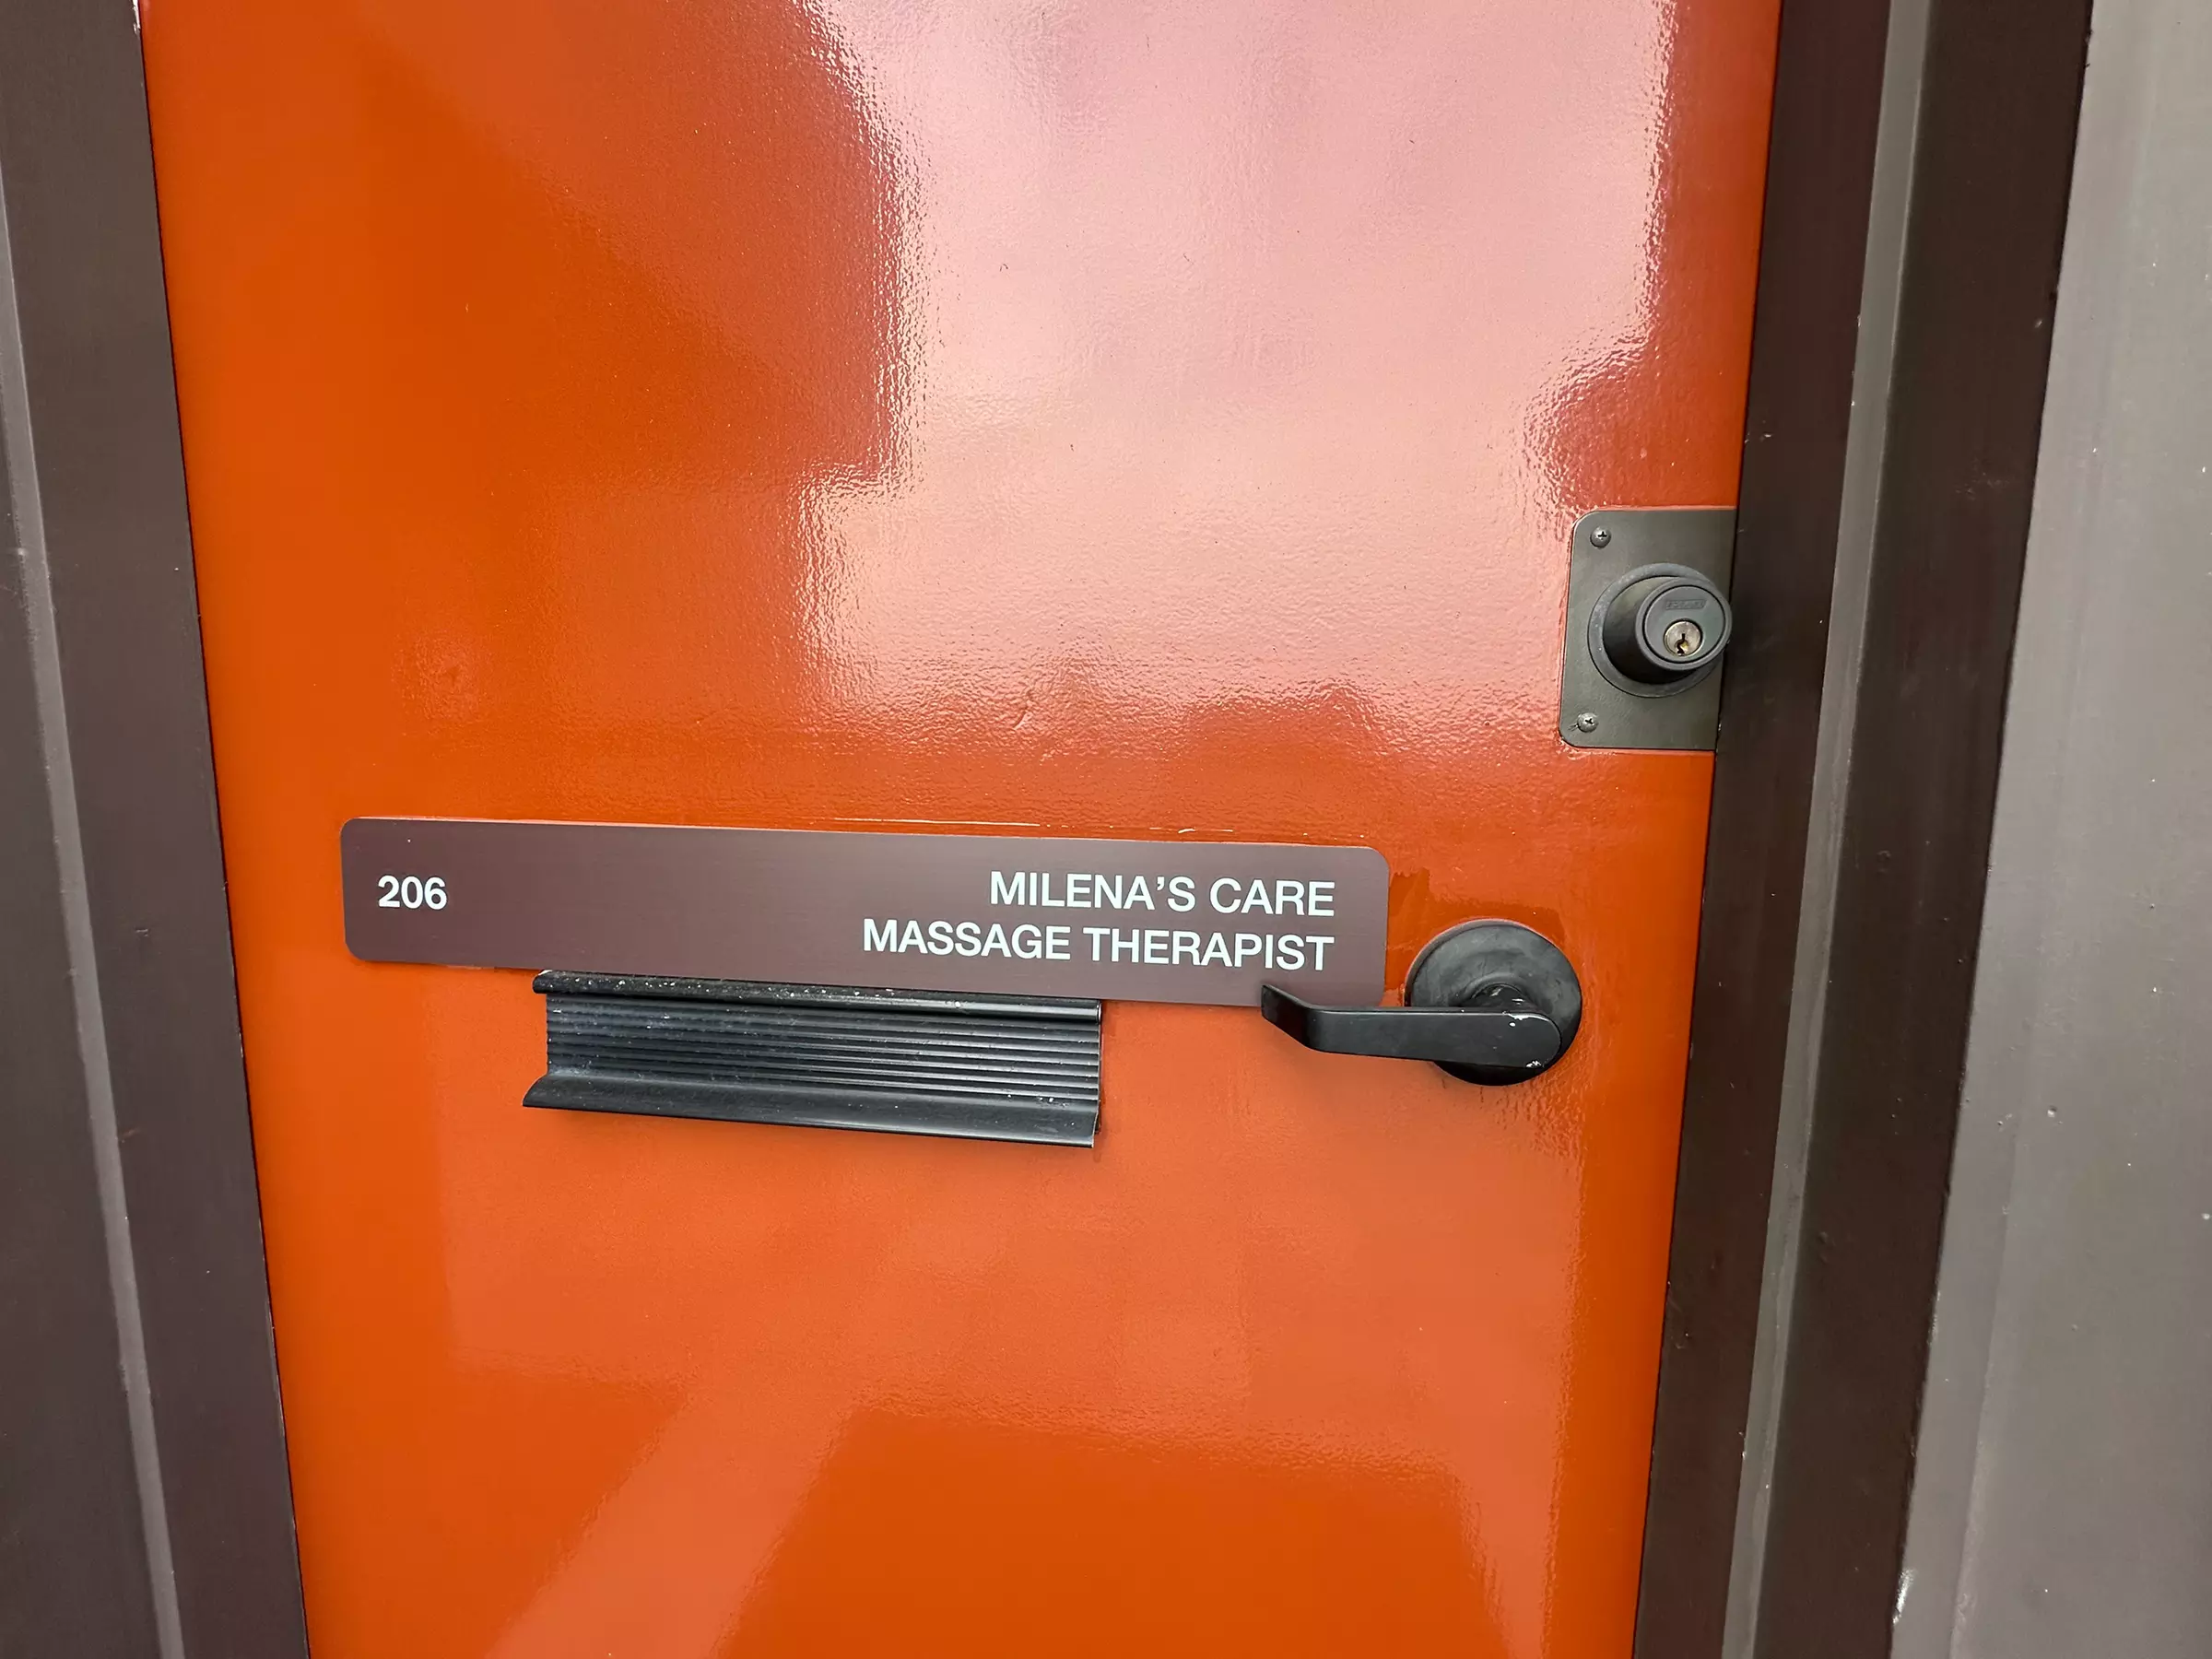 206
MILENA’S CARE
MASSAGE THERAPIST